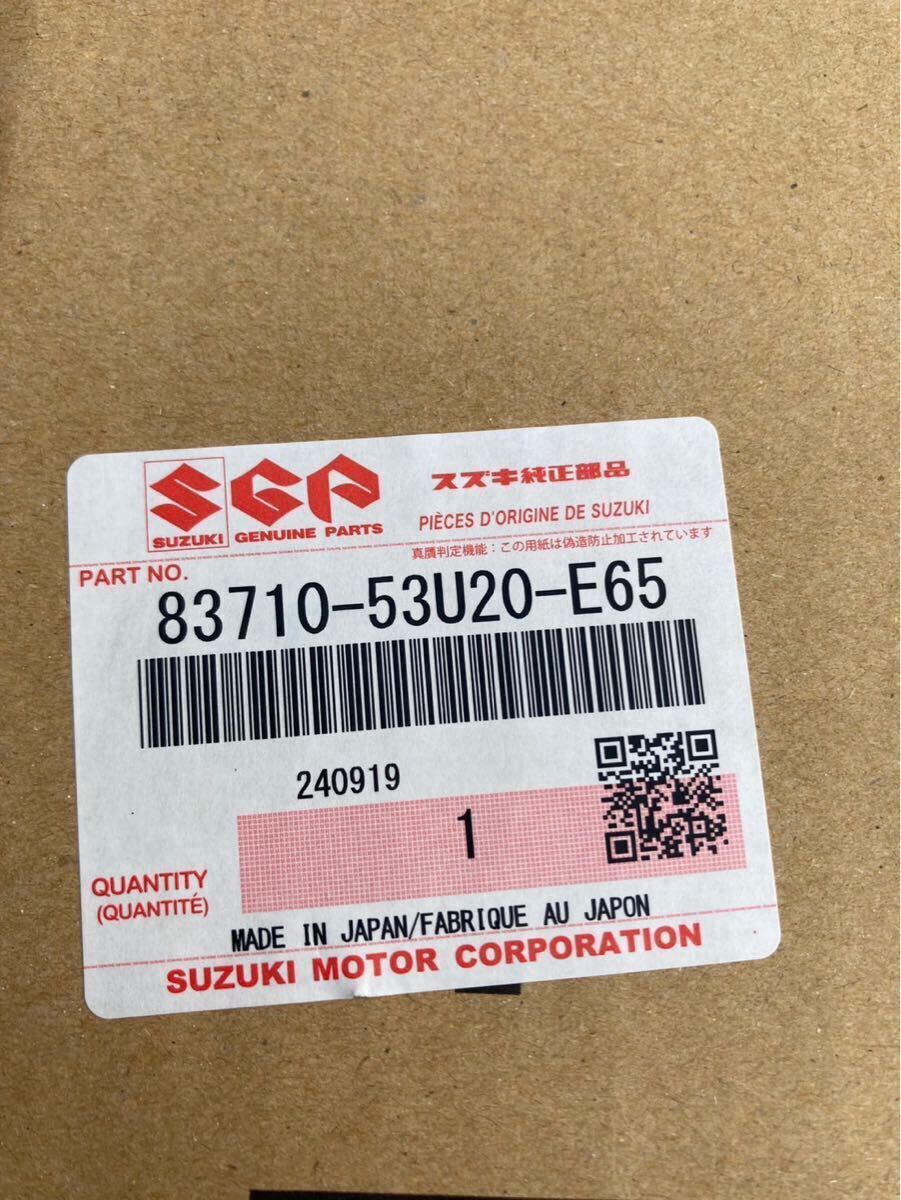 SUZUKI
SGP
GENUINE PARTS
スズキ純正部品
PIÈCES D'ORIGINE DE SUZUKI
真贋判定機能：この用紙は偽造防止加工されています
PART NO.
83710-53U20-E65
240919
1
QUANTITY
(QUANTITÉ)
MADE IN JAPAN/FABRIQUE AU JAPON
SUZUKI MOTOR CORPORATION